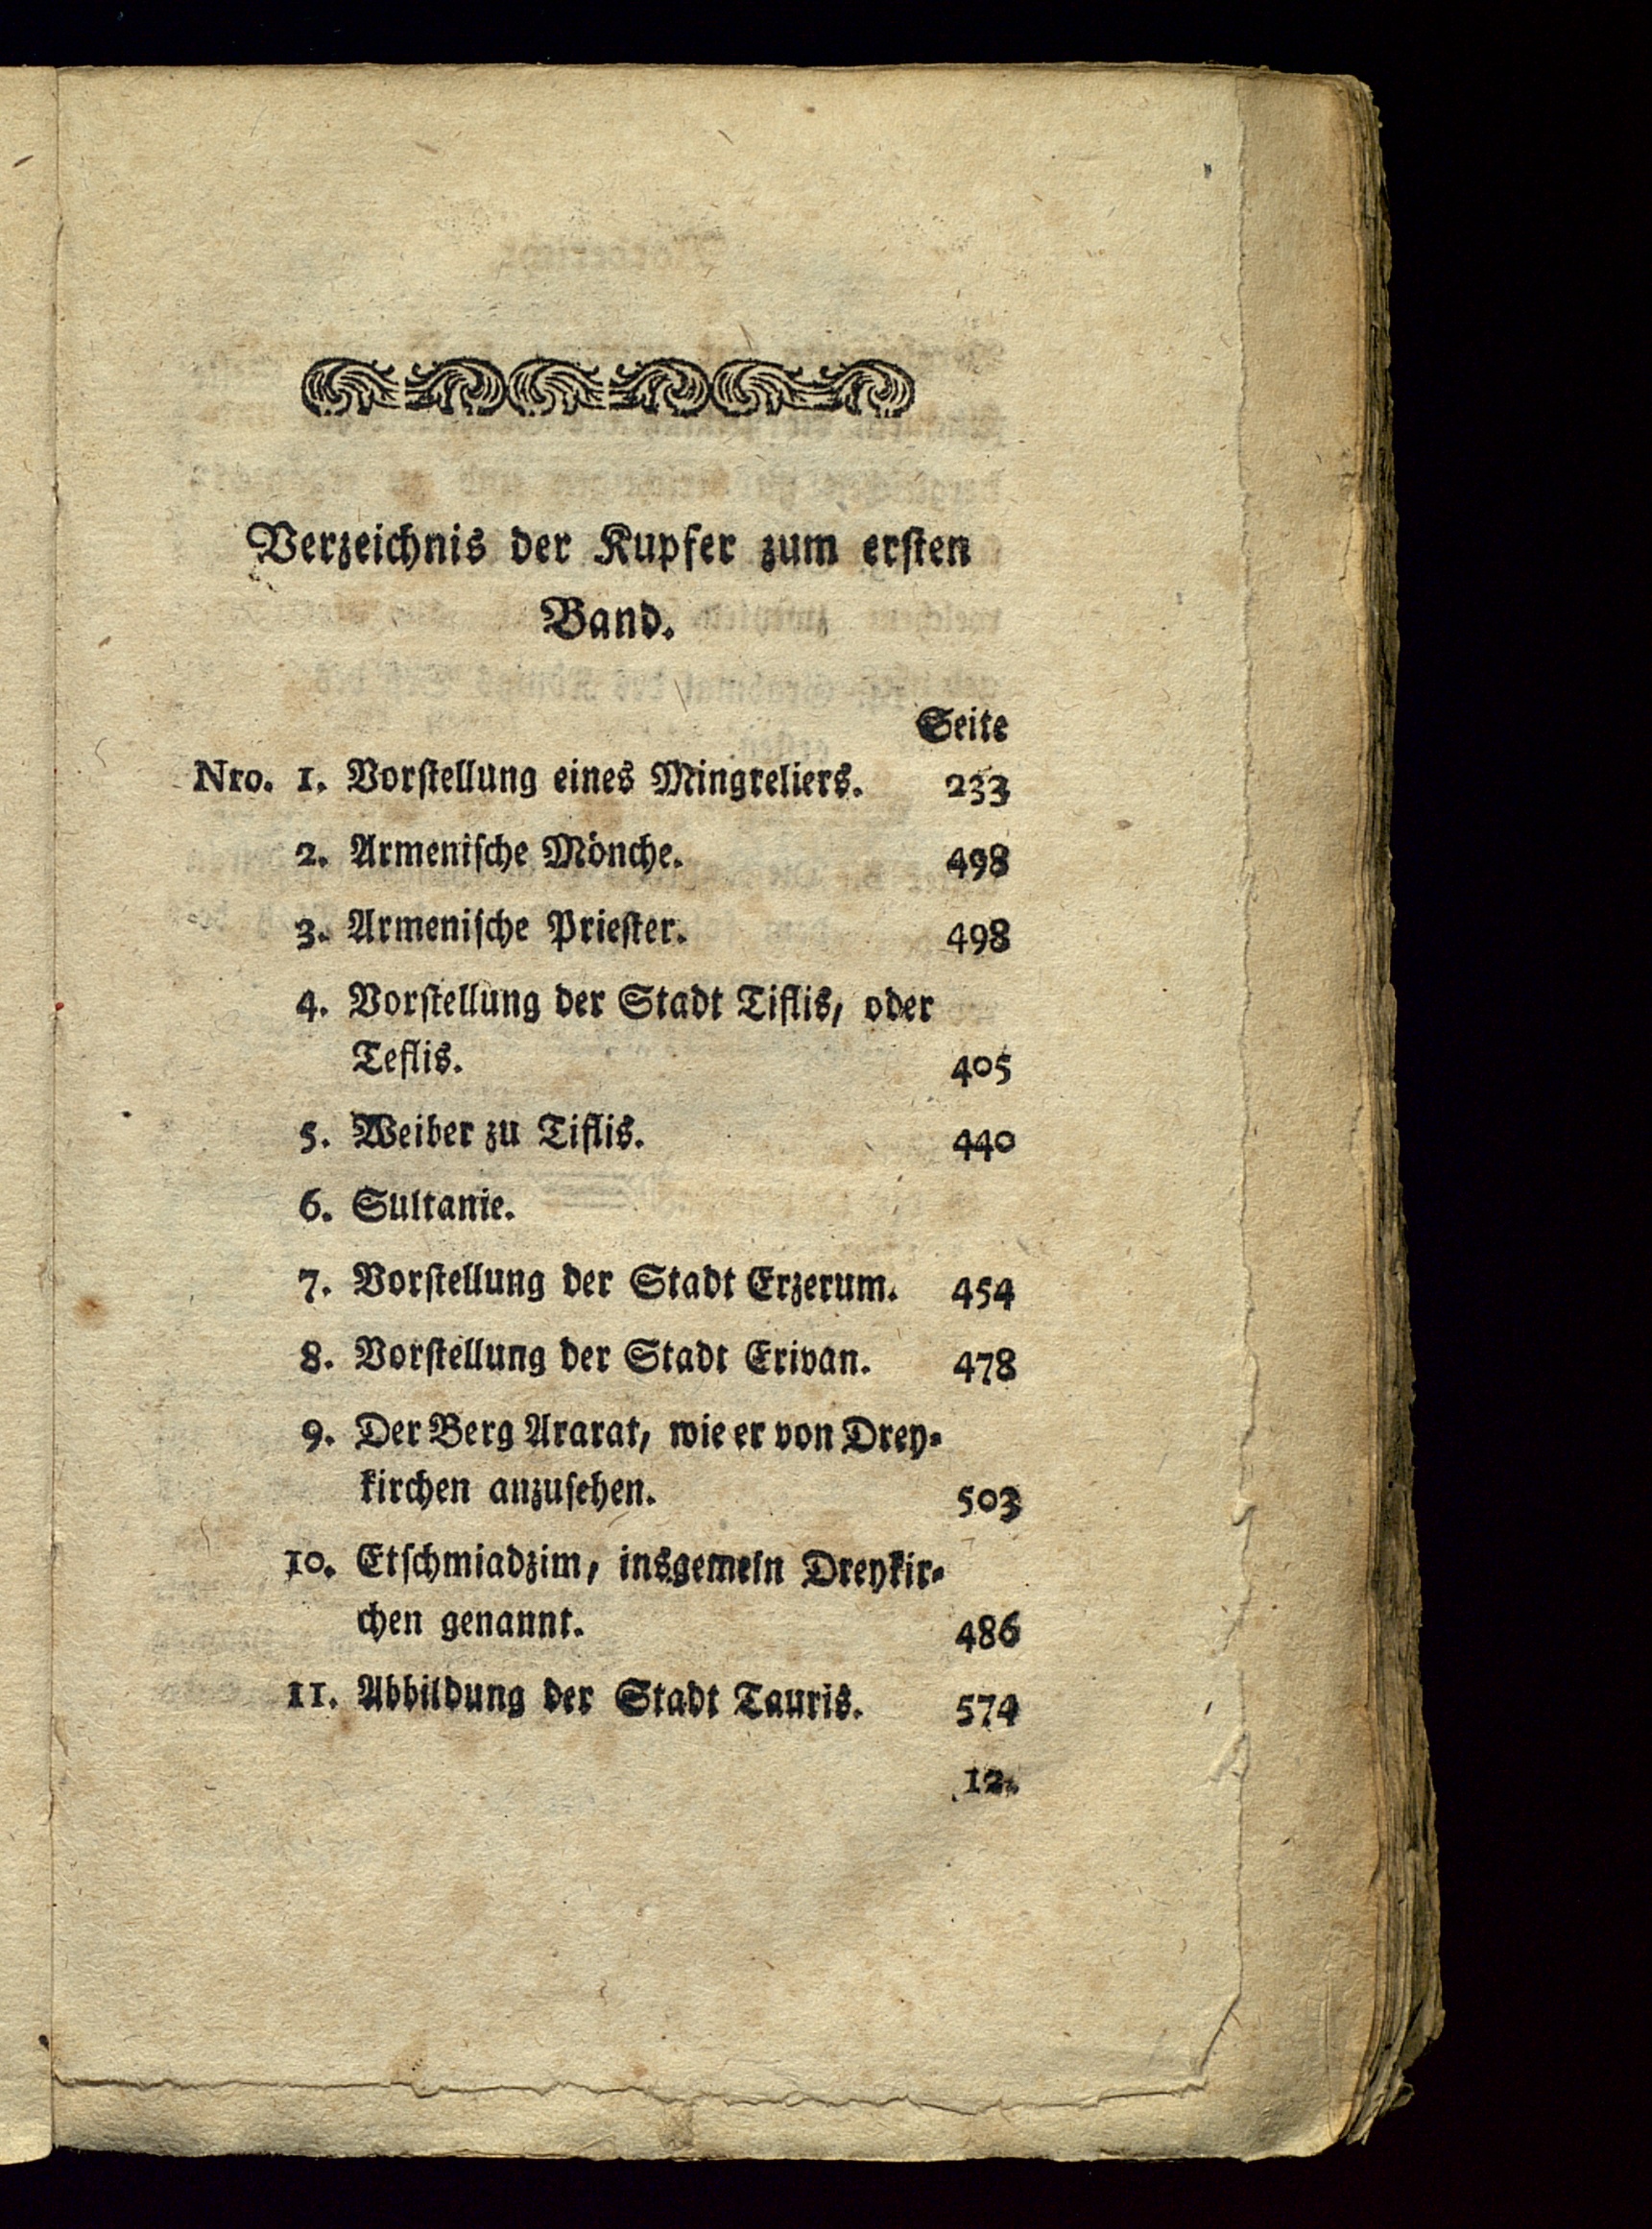 Verzeichnis der Kupfer zum ersten
Band.
Seite
Nro. 1. Vorstellung eines Mingreliers. 233
2. Armenische Mönche. 498
3. Armenische Priester. 498
4. Vorstellung der Stadt Tiflis, oder
Teflis. 405
5. Weiber zu Tiflis. 440
6. Sultanie.
7. Vorstellung der Stadt Erzerum. 454
8. Vorstellung der Stadt Erivan. 478
9. Der Berg Ararat, wie er von Drey-
kirchen anzusehen. 503
10. Etschmiadzim, insgemein Dreykir-
chen genannt. 486
11. Abbildung der Stadt Tauris. 574
12.